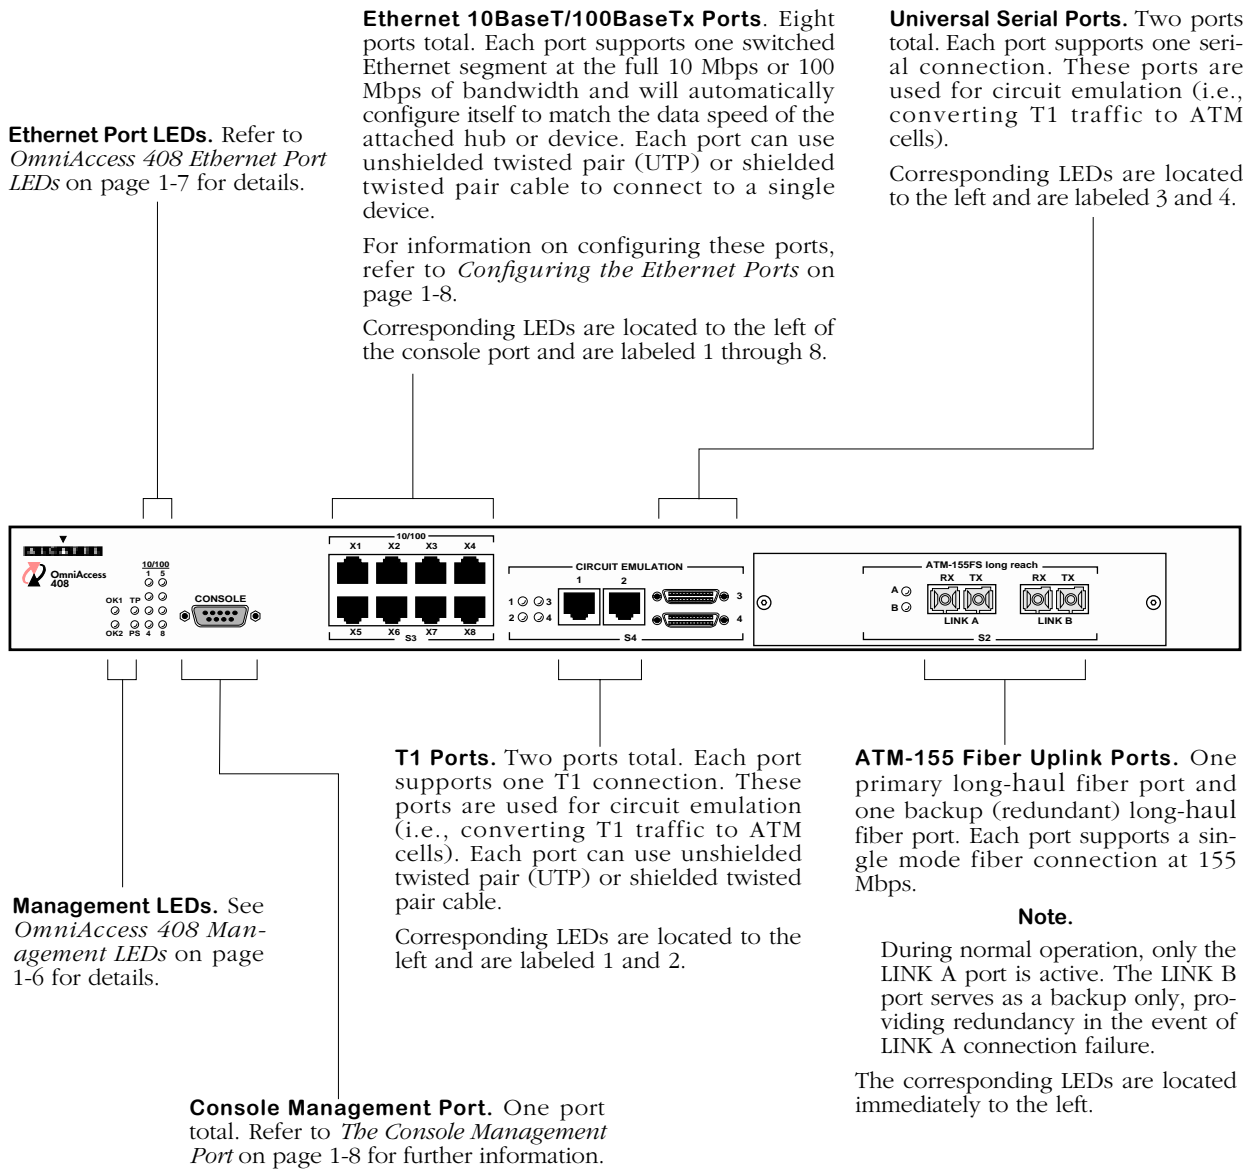 Ethernet 10BaseT/100BaseTx Ports. Eight
ports total. Each port supports one switched
Ethernet segment at the full 10 Mbps or 100
Mbps of bandwidth and will automatically
configure itself to match the data speed of the
attached hub or device. Each port can use
unshielded twisted pair (UTP) or shielded
twisted pair cable to connect to a single
device.
For information on configuring these ports,
refer to Configuring the Ethernet Ports on
page 1-8.
Corresponding LEDs are located to the left of
the console port and are labeled 1 through 8.
Universal Serial Ports. Two ports
total. Each port supports one seri-
al connection. These ports are
used for circuit emulation (i.e.,
converting T1 traffic to ATM
cells).
Corresponding LEDs are located
to the left and are labeled 3 and 4.
Ethernet Port LEDs. Refer to
OmniAccess 408 Ethernet Port
LEDs on page 1-7 for details.
OmniAccess
408
10/100
1 5
OK1 TP
OK2 PS 4 8
CONSOLE
10/100
X1 X2 X3 X4
X5 X6 X7 X8
S3
CIRCUIT EMULATION
1 2
1 3
2 4
3
4
S4
ATM-155FS long reach
RX TX RX TX
A
B
LINK A LINK B
S2
T1 Ports. Two ports total. Each port
supports one T1 connection. These
ports are used for circuit emulation
(i.e., converting T1 traffic to ATM
cells). Each port can use unshielded
twisted pair (UTP) or shielded twisted
pair cable.
Corresponding LEDs are located to the
left and are labeled 1 and 2.
ATM-155 Fiber Uplink Ports. One
primary long-haul fiber port and
one backup (redundant) long-haul
fiber port. Each port supports a sin-
gle mode fiber connection at 155
Mbps.
Note.
During normal operation, only the
LINK A port is active. The LINK B
port serves as a backup only, pro-
viding redundancy in the event of
LINK A connection failure.
The corresponding LEDs are located
immediately to the left.
Management LEDs. See
OmniAccess 408 Man-
agement LEDs on page
1-6 for details.
Console Management Port. One port
total. Refer to The Console Management
Port on page 1-8 for further information.